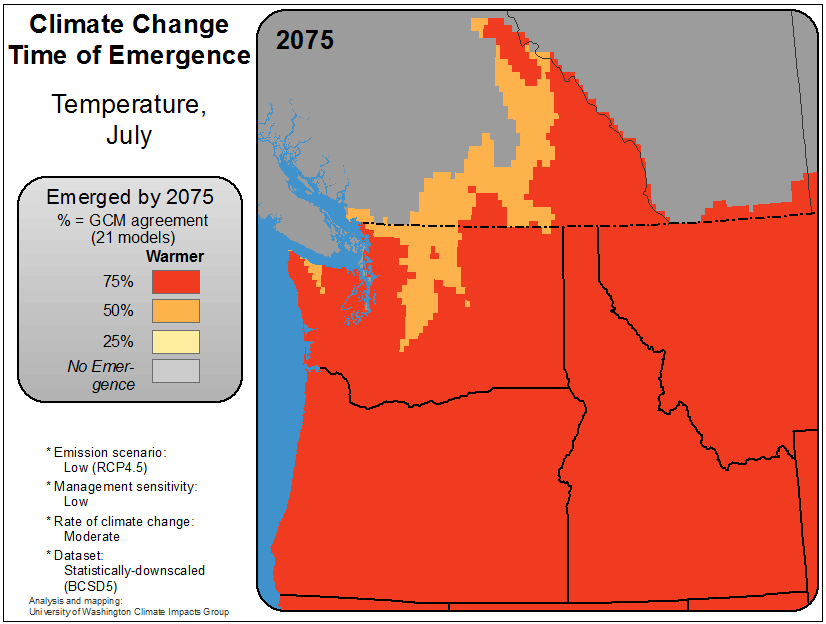 Climate Change
Time of Emergence
Temperature,
July
Emerged by 2075
% = GCM agreement
(21 models)
Warmer
75%
50%
25%
No Emer-
gence
* Emission scenario:
Low (RCP4.5)
* Management sensitivity:
Low
* Rate of climate change:
Moderate
* Dataset:
Statistically-downscaled
(BCSD5)
Analysis and mapping:
University of Washington Climate Impacts Group
2075